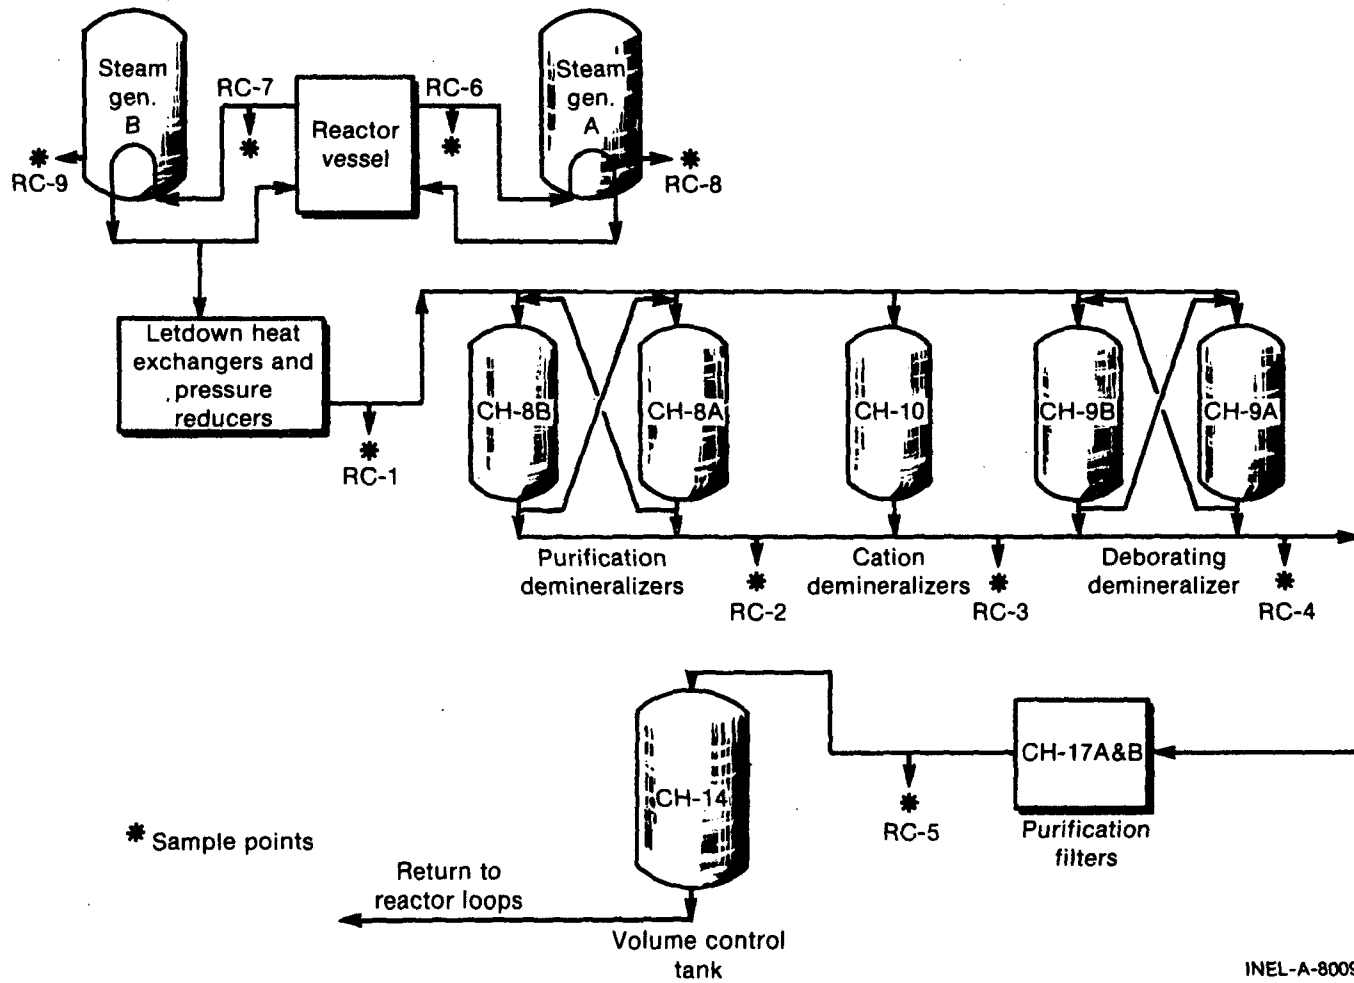 Steam
gen.
B
RC-7
Reactor
vessel
RC-6
Steam
gen.
A
* RC-9
* RC-8
*
*
Letdown heat
exchangers and
pressure
reducers
*
RC-1
CH-8B
CH-8A
CH-10
CH-9B
CH-9A
Purification
demineralizers
*
RC-2
Cation
demineralizers
*
RC-3
Deborating
demineralizer
*
RC-4
CH-14
*
RC-5
CH-17A&B
Purification
filters
* Sample points
Return to
reactor loops
Volume control
tank
INEL-A-8009